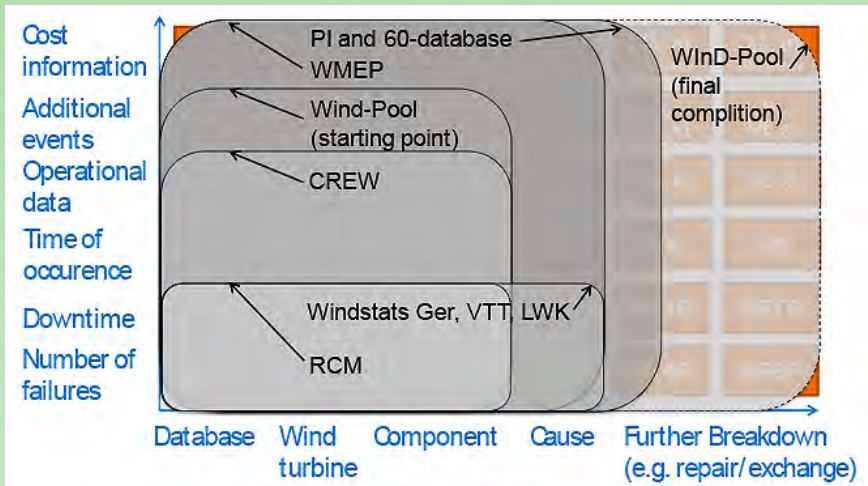 Cost
information
Additional
events
Operational
data
Time of
occurence
Downtime
Number of
failures
PI and 60-database
WMEP
WInD-Pool
(final
complition)
Wind-Pool
(starting point)
CREW
Windstats Ger, VTT, LWK
RCM
Database
Wind
turbine
Component
Cause
Further Breakdown
(e.g. repair/exchange)